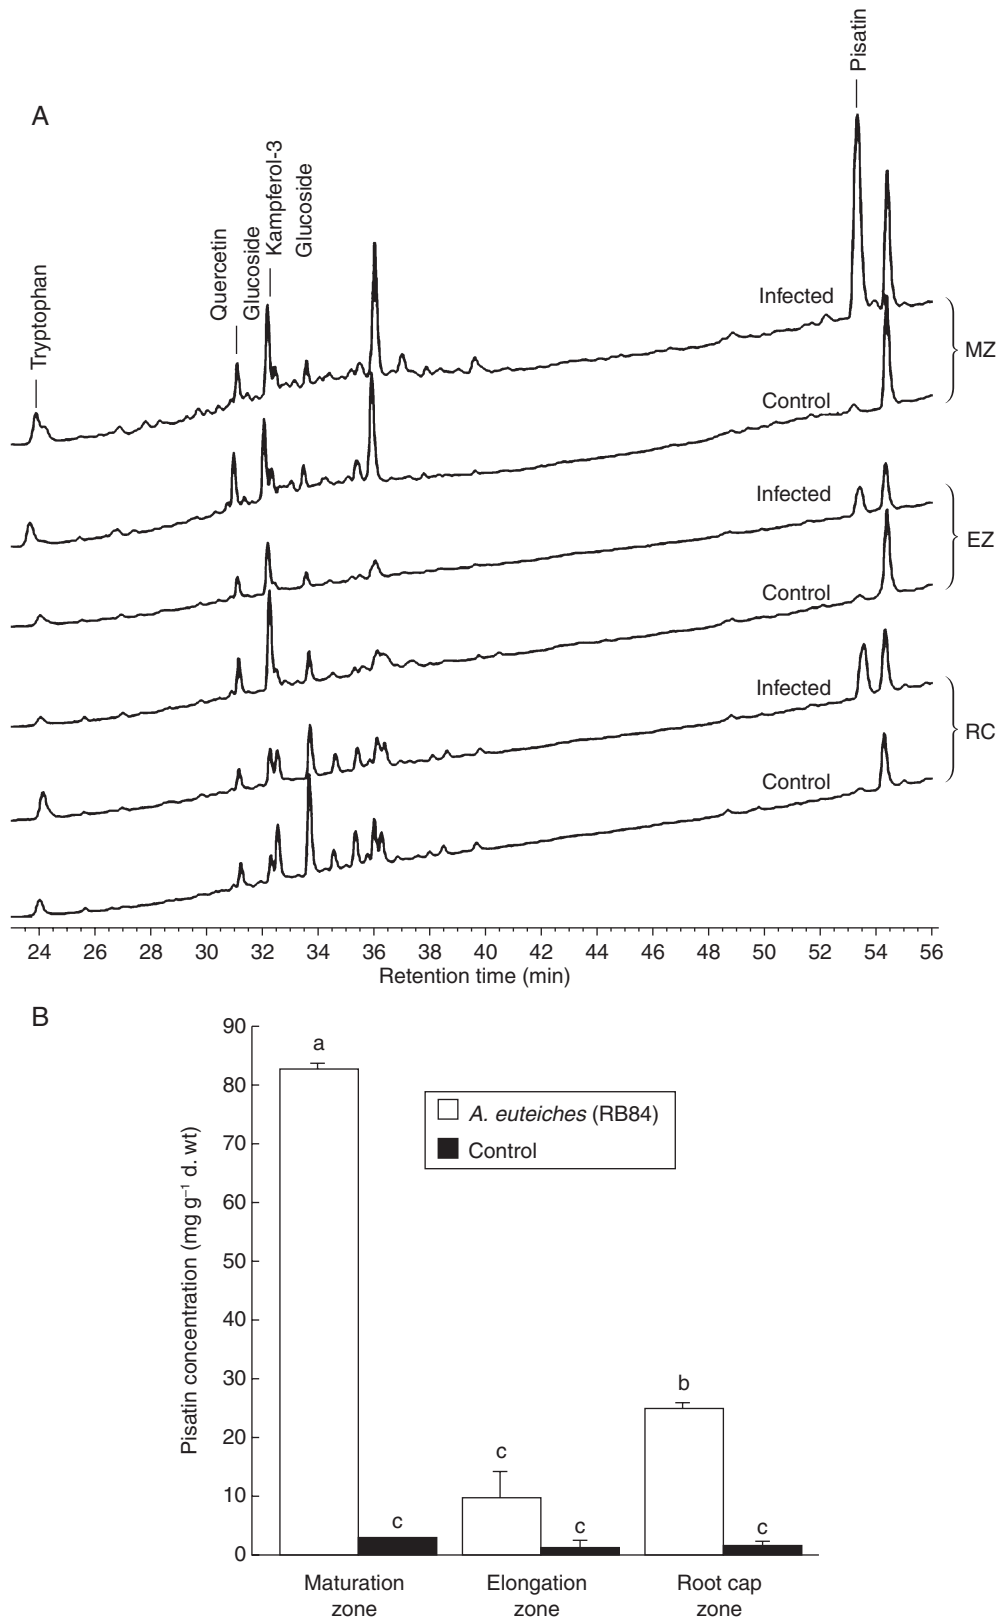 A
Tryptophan
Quercetin
Glucoside
Kampferol-3
Glucoside
Pisatin
Infected
MZ
Control
Infected
EZ
Control
Infected
RC
Control
24 26 28 30 32 34 36 38 40 42 44 46 48 50 52 54 56
Retention time (min)
B
Pisatin concentration (mg g⁻¹ d. wt)
90
80
70
60
50
40
30
20
10
0
a
c
c
c
b
c
A. euteiches (RB84)
Control
Maturation
zone
Elongation
zone
Root cap
zone